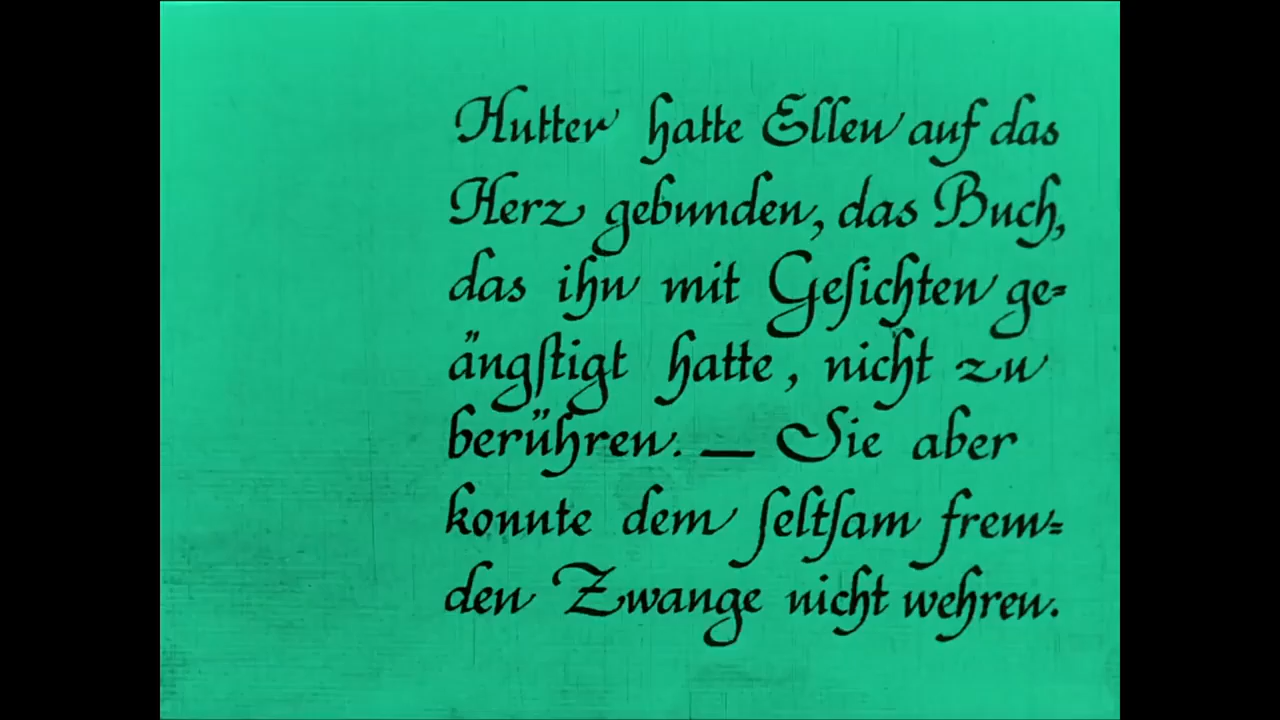 Hutter hatte Ellen auf das
Herz gebunden, das Buch,
das ihn mit Geſichten ge⸗
ängſtigt hatte, nicht zu
berühren. — Sie aber
konnte dem ſeltſam frem⸗
den Zwange nicht wehren.